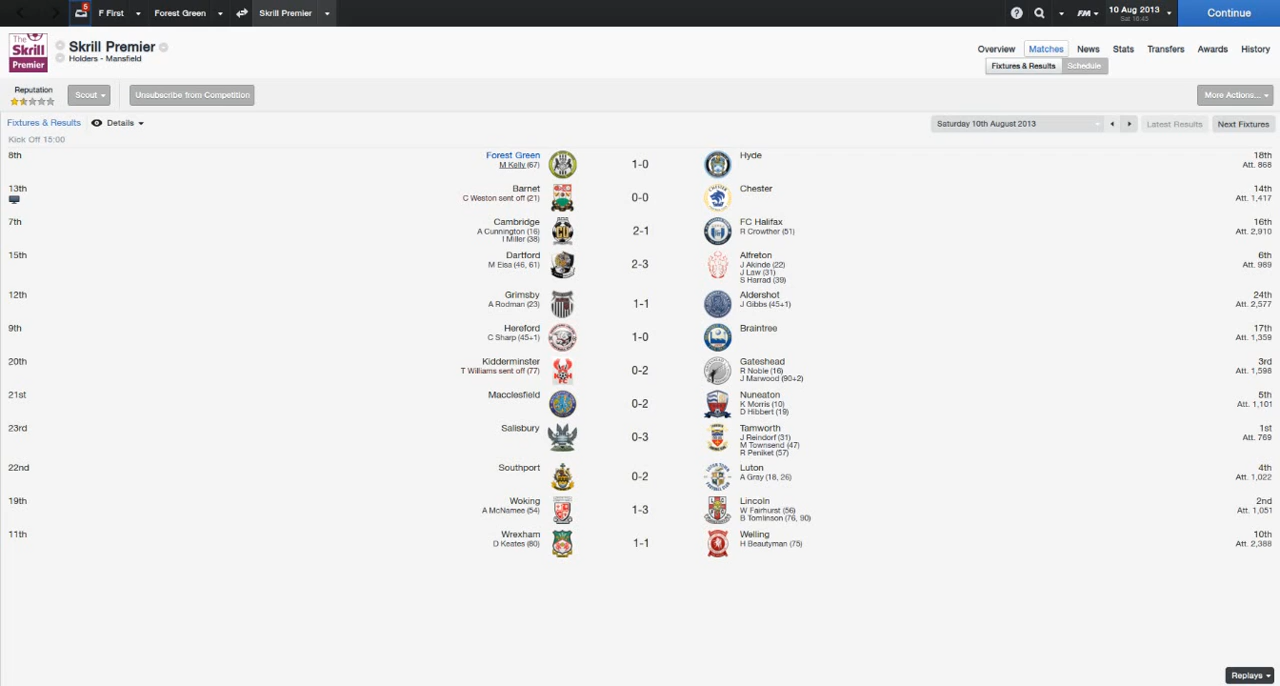 5
F First
Forest Green
Skrill Premier
FM
10 Aug 2013
Sat 16:45
Continue
The Skrill Premier
Skrill Premier
Holders - Mansfield
Overview
Matches
News
Stats
Transfers
Awards
History
Fixtures & Results
Schedule
Reputation
Scout
Unsubscribe from Competition
More Actions...
Fixtures & Results
Details
Saturday 10th August 2013
Latest Results
Next Fixtures
Kick Off 15:00
8th Forest Green 1-0 Hyde 18th
M Kelly (67) Att. 868
13th Barnet 0-0 Chester 14th
C Weston sent off (21) Att. 1,417
7th Cambridge 2-1 FC Halifax 16th
A Cunnington (16) R Crowther (51) Att. 2,910
I Miller (38)
15th Dartford 2-3 Alfreton 6th
M Eisa (46, 61) J Akinde (22) Att. 989
J Law (31)
S Harrad (39)
12th Grimsby 1-1 Aldershot 24th
A Rodman (23) J Gibbs (45+1) Att. 2,577
9th Hereford 1-0 Braintree 17th
C Sharp (45+1) Att. 1,359
20th Kidderminster 0-2 Gateshead 3rd
T Williams sent off (77) R Noble (16) Att. 1,598
J Marwood (90+2)
21st Macclesfield 0-2 Nuneaton 5th
K Morris (10) Att. 1,101
D Hibbert (19)
23rd Salisbury 0-3 Tamworth 1st
J Reindorf (31) Att. 769
M Townsend (47)
R Peniket (57)
22nd Southport 0-2 Luton 4th
A Gray (18, 26) Att. 1,022
19th Woking 1-3 Lincoln 2nd
A McNamee (54) W Fairhurst (56) Att. 1,051
B Tomlinson (76, 90)
11th Wrexham 1-1 Welling 10th
D Keates (80) H Beautyman (75) Att. 2,388
Replays